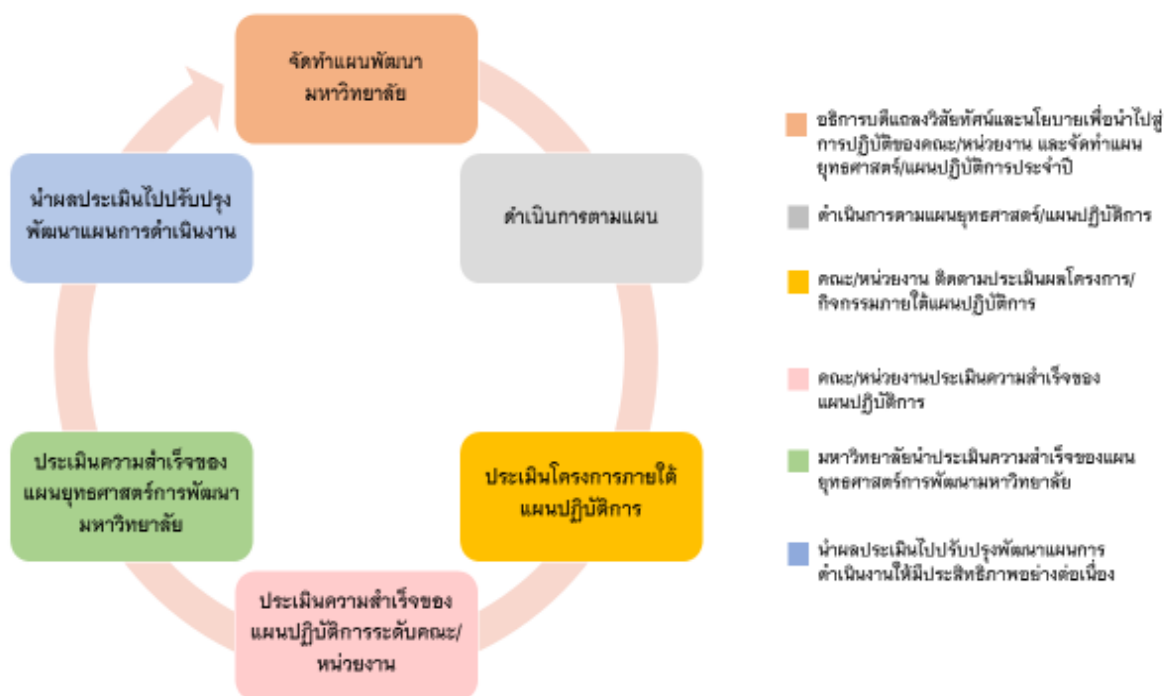 จัดทำแผนพัฒนา
มหาวิทยาลัย
ดำเนินการตามแผน
ประเมินโครงการภายใต้
แผนปฏิบัติการ
ประเมินความสำเร็จของ
แผนปฏิบัติการระดับคณะ/
หน่วยงาน
ประเมินความสำเร็จของ
แผนยุทธศาสตร์การพัฒนา
มหาวิทยาลัย
นำผลประเมินไปปรับปรุง
พัฒนาแผนการดำเนินงาน
อธิการบดีแถลงวิสัยทัศน์และนโยบายเพื่อนำไปสู่
การปฏิบัติของคณะ/หน่วยงาน และจัดทำแผน
ยุทธศาสตร์/แผนปฏิบัติการประจำปี
ดำเนินการตามแผนยุทธศาสตร์/แผนปฏิบัติการ
คณะ/หน่วยงาน ติดตามประเมินผลโครงการ/
กิจกรรมภายใต้แผนปฏิบัติการ
คณะ/หน่วยงานประเมินความสำเร็จของ
แผนปฏิบัติการ
มหาวิทยาลัยนำประเมินความสำเร็จของแผน
ยุทธศาสตร์การพัฒนามหาวิทยาลัย
นำผลประเมินไปปรับปรุงพัฒนาแผนการ
ดำเนินงานให้มีประสิทธิภาพอย่างต่อเนื่อง